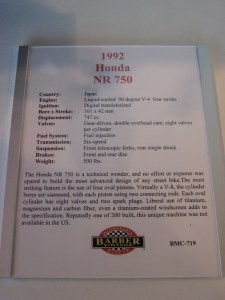 1992
Honda
NR 750
Country: Japan
Engine: liquid-cooled 90 degree V-4 four stroke
Ignition: Digital transistorized
Bore x Stroke: 101 x 42 mm
Displacement: 747 cc
Valves: Gear-driven, double overhead cam, eight valves
per cylinder
Fuel System: Fuel injection
Transmission: Six-speed
Suspension: Front telescopic forks, rear single shock
Brakes: Front and rear disc
Weight: 500 lbs.
The Honda NR 750 is a technical wonder, and no effort or expense was
spared to build the most advanced design of any street bike. The most
striking feature is the use of four oval pistons. Virtually a V-8, the cylinder
bores are siamesed, with each piston using two connecting rods. Each oval
cylinder has eight valves and two spark plugs. Liberal use of titanium,
magnesium and carbon fiber, even a titanium-coated windscreen adds to
the specification. Reputedly one of 200 built, this unique machine was not
available in the US.
BARBER
BMC-719